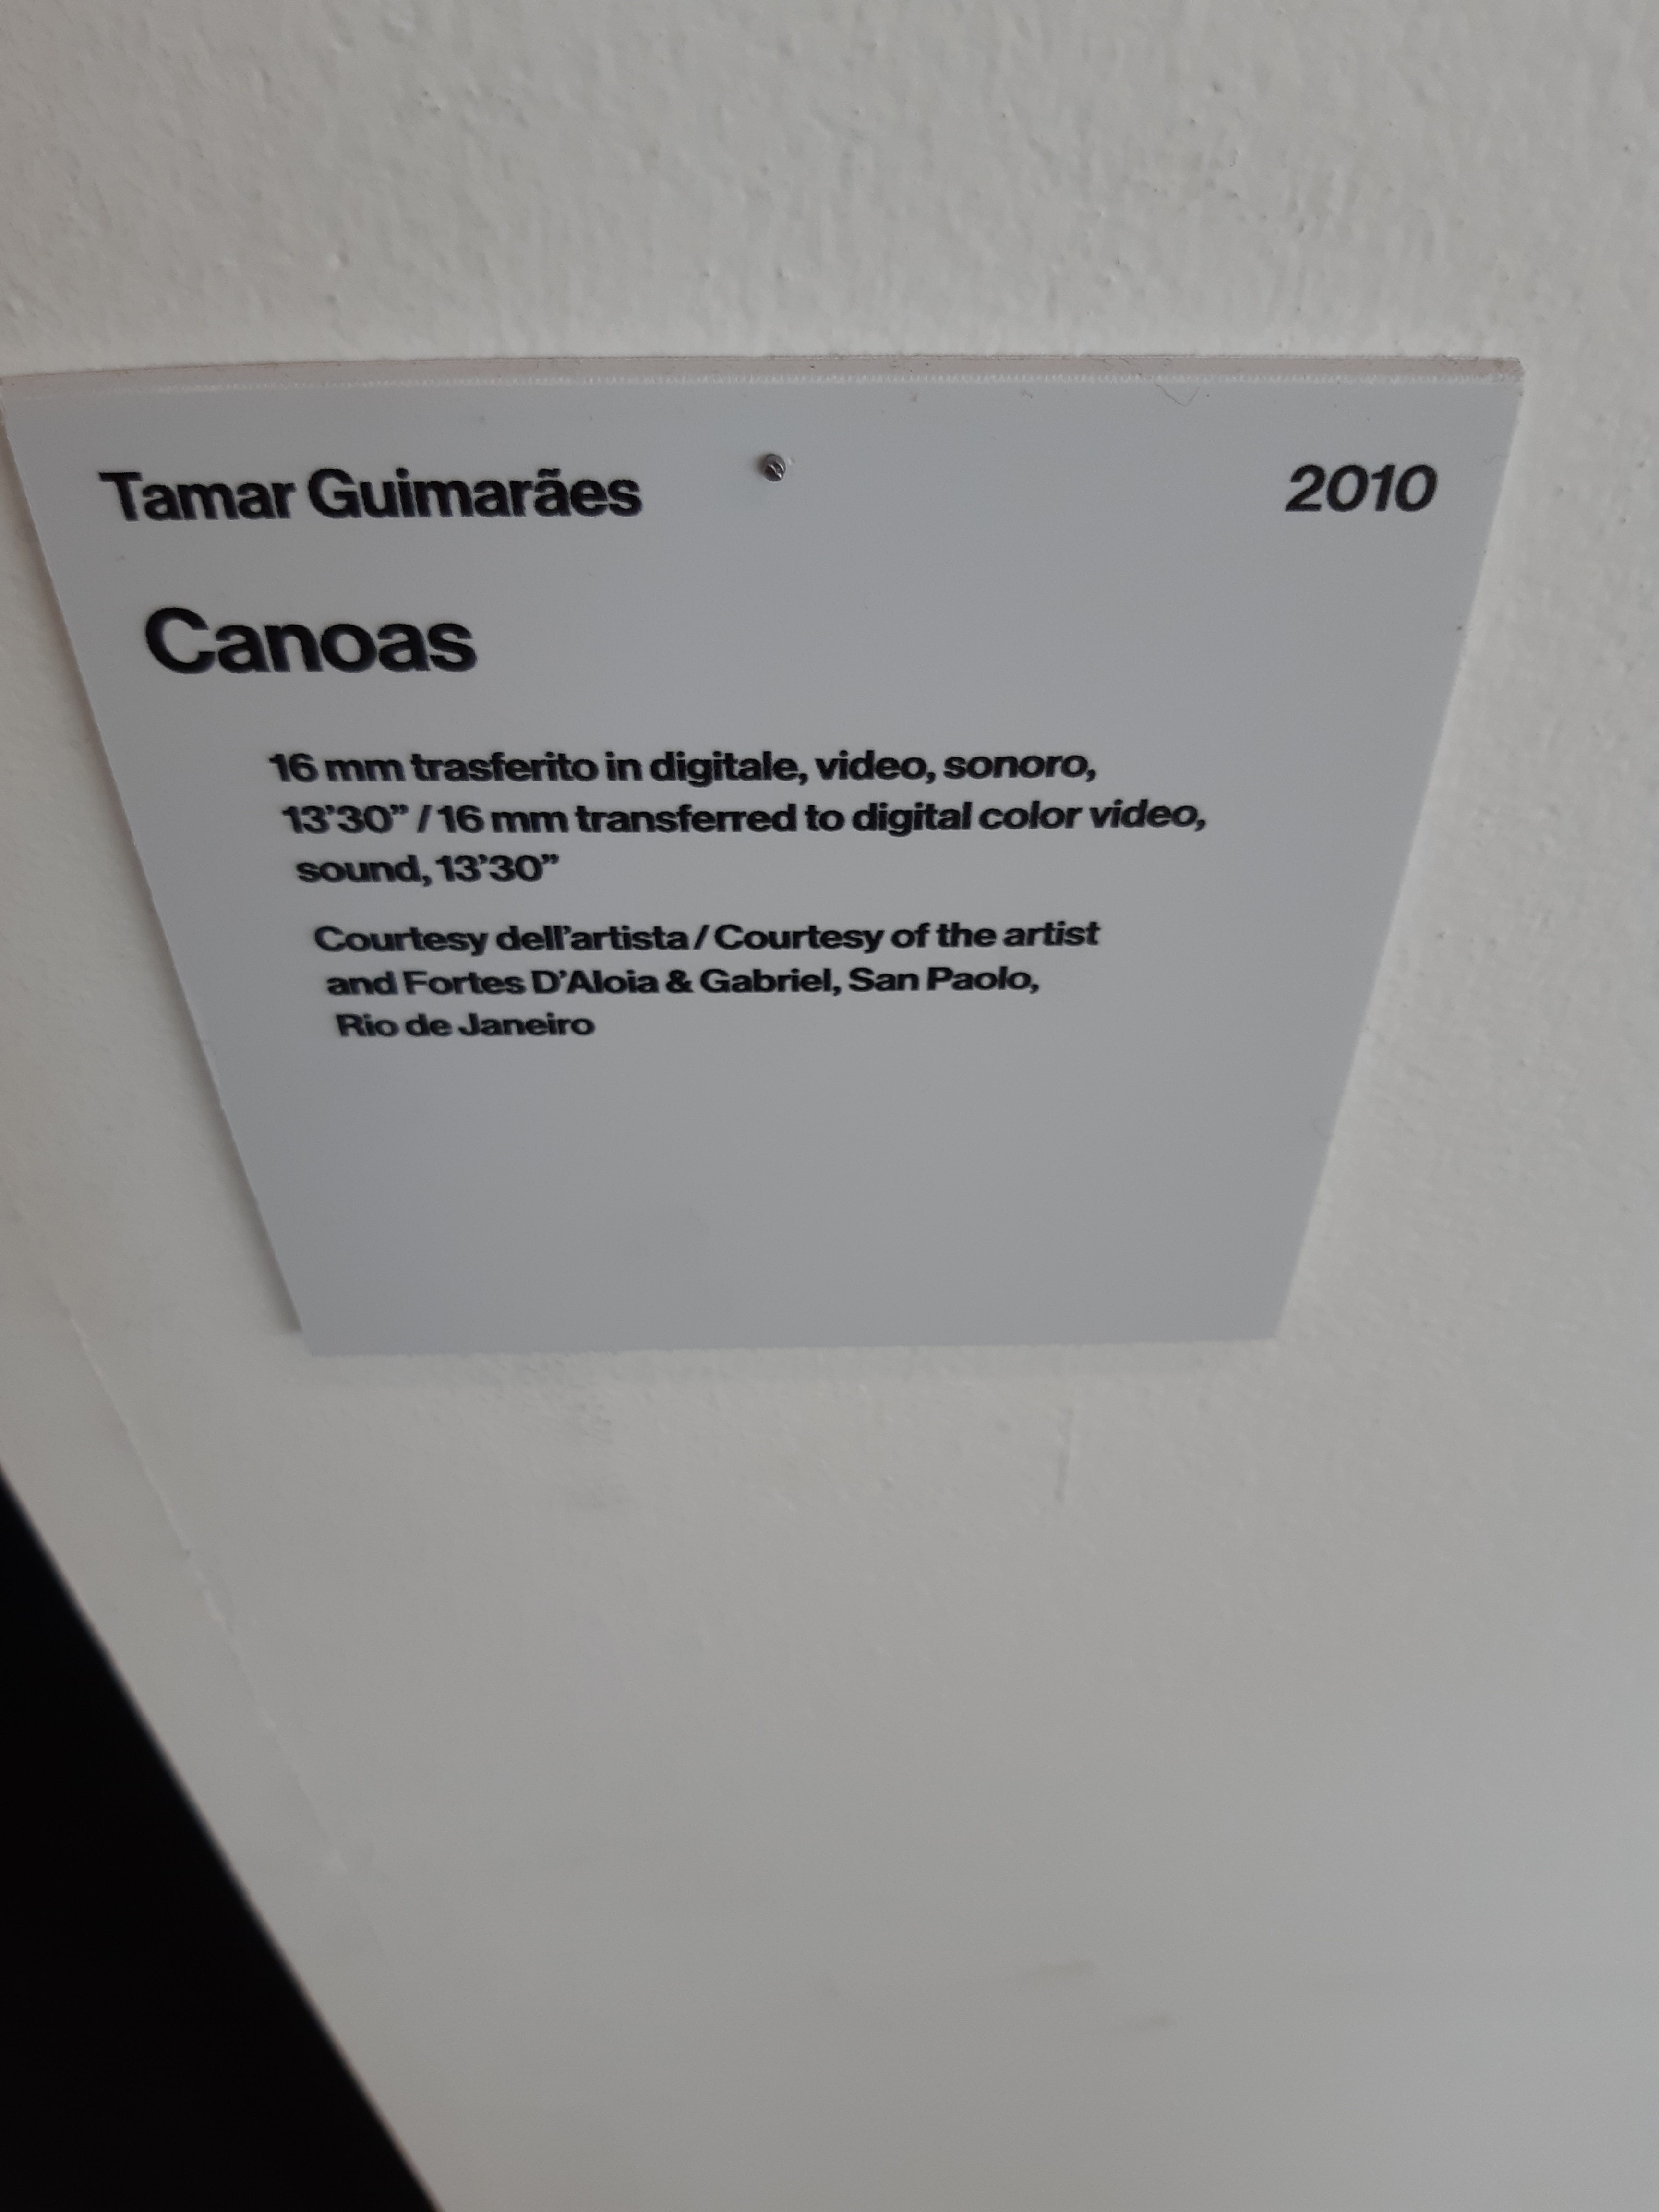 Tamar Guimarães 2010
Canoas
16 mm trasferito in digitale, video, sonoro,
13’30” / 16 mm transferred to digital color video,
sound, 13’30”
Courtesy dell’artista / Courtesy of the artist
and Fortes D’Aloia & Gabriel, San Paolo,
Rio de Janeiro